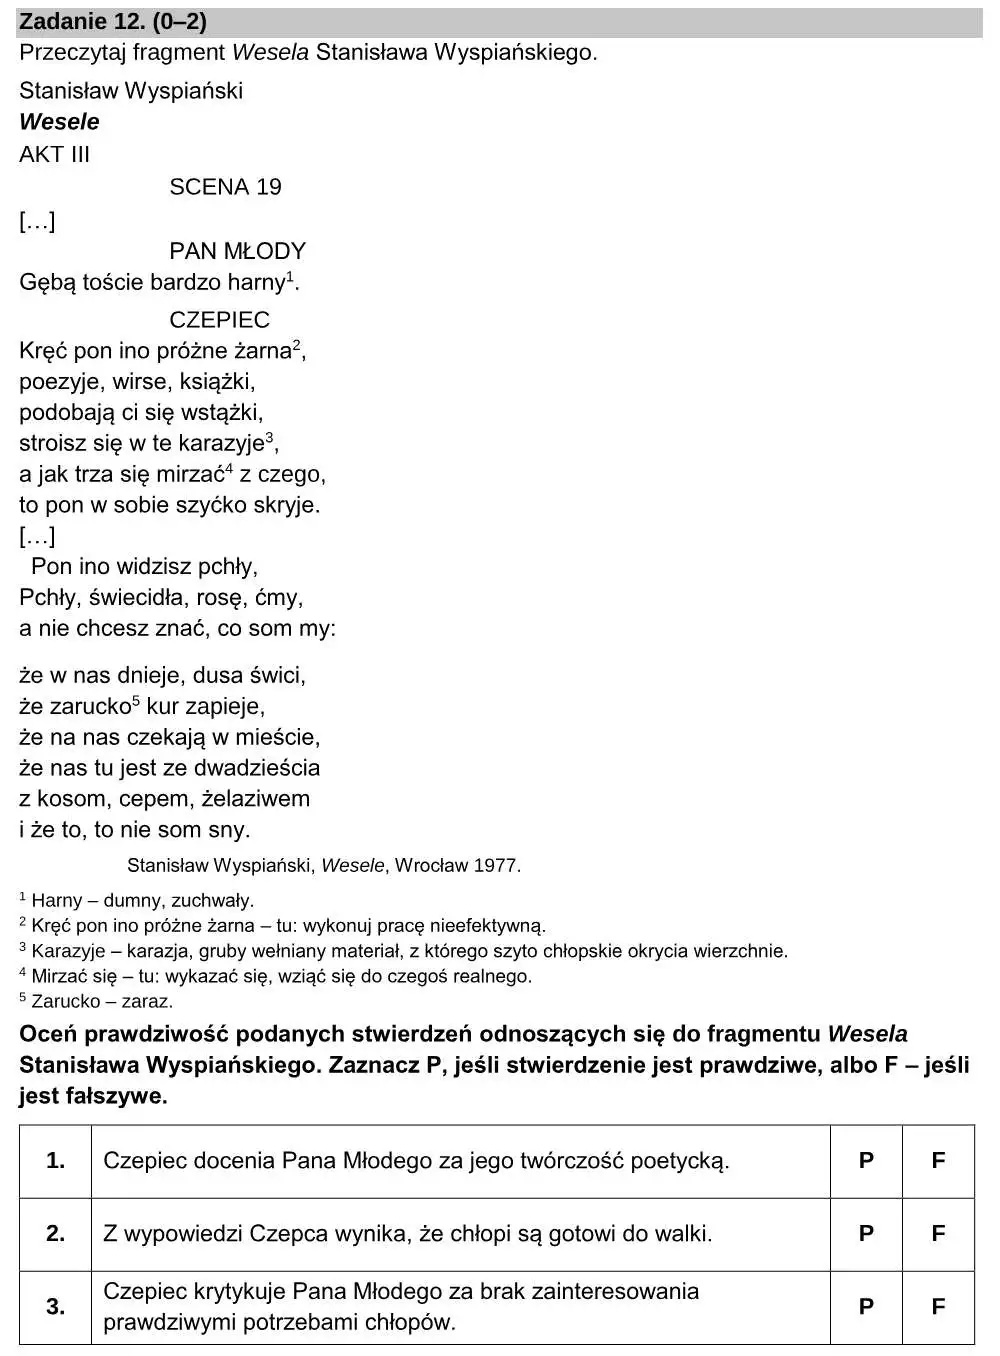 Zadanie 12. (0–2)
Przeczytaj fragment Wesela Stanisława Wyspiańskiego.
Stanisław Wyspiański
Wesele
AKT III
SCENA 19
[…]
PAN MŁODY
Gębą toście bardzo harny¹.
CZEPIEC
Kręć pon ino próżne żarna²,
poezyje, wirse, książki,
podobają ci się wstążki,
stroisz się w te karazyje³,
a jak trza się mirzać⁴ z czego,
to pon w sobie szyćko skryje.
[…]
Pon ino widzisz pchły,
Pchły, świecidła, rosę, ćmy,
a nie chcesz znać, co som my:
że w nas dnieje, dusa świci,
że zarucko⁵ kur zapieje,
że na nas czekają w mieście,
że nas tu jest ze dwadzieścia
z kosom, cepem, żelaziwem
i że to, to nie som sny.
Stanisław Wyspiański, Wesele, Wrocław 1977.
¹ Harny – dumny, zuchwały.
² Kręć pon ino próżne żarna – tu: wykonuj pracę nieefektywną.
³ Karazyje – karazja, gruby wełniany materiał, z którego szyto chłopskie okrycia wierzchnie.
⁴ Mirzać się – tu: wykazać się, wziąć się do czegoś realnego.
⁵ Zarucko – zaraz.
Oceń prawdziwość podanych stwierdzeń odnoszących się do fragmentu Wesela
Stanisława Wyspiańskiego. Zaznacz P, jeśli stwierdzenie jest prawdziwe, albo F – jeśli
jest fałszywe.
1. Czepiec docenia Pana Młodego za jego twórczość poetycką. P F
2. Z wypowiedzi Czepca wynika, że chłopi są gotowi do walki. P F
3. Czepiec krytykuje Pana Młodego za brak zainteresowania
prawdziwymi potrzebami chłopów. P F